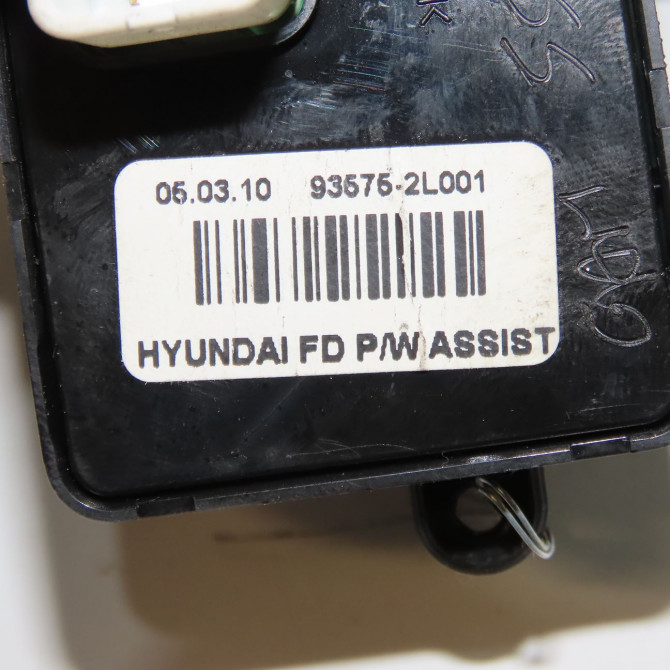 05.03.10 93575-2L001
HYUNDAI FD P/W ASSIST